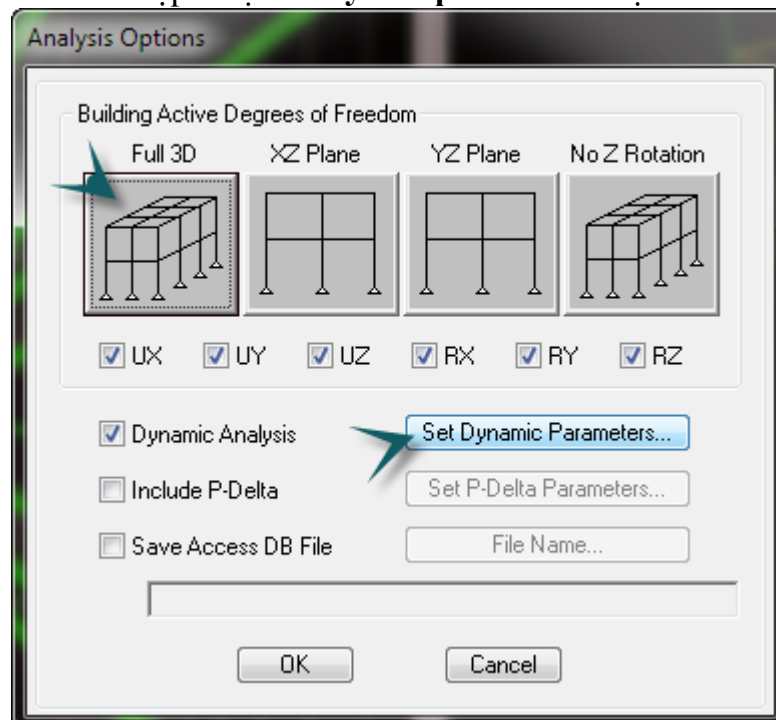 Analysis Options
Building Active Degrees of Freedom
Full 3D XZ Plane YZ Plane No Z Rotation
UX UY UZ RX RY RZ
Dynamic Analysis Set Dynamic Parameters...
Include P-Delta Set P-Delta Parameters...
Save Access DB File File Name...
OK Cancel